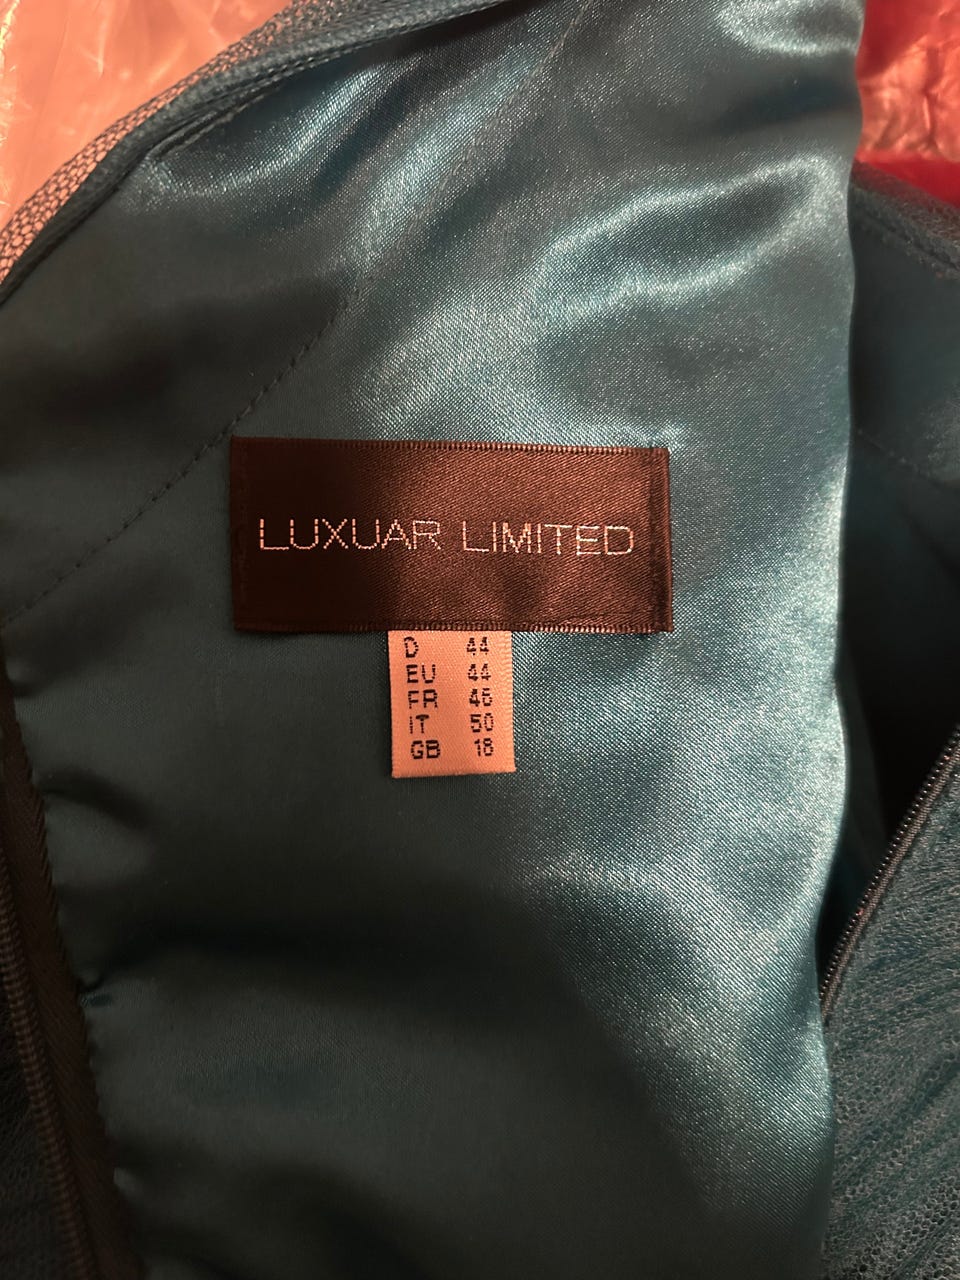 LUXUAR LIMITED
D 44
EU 44
FR 46
IT 50
GB 18